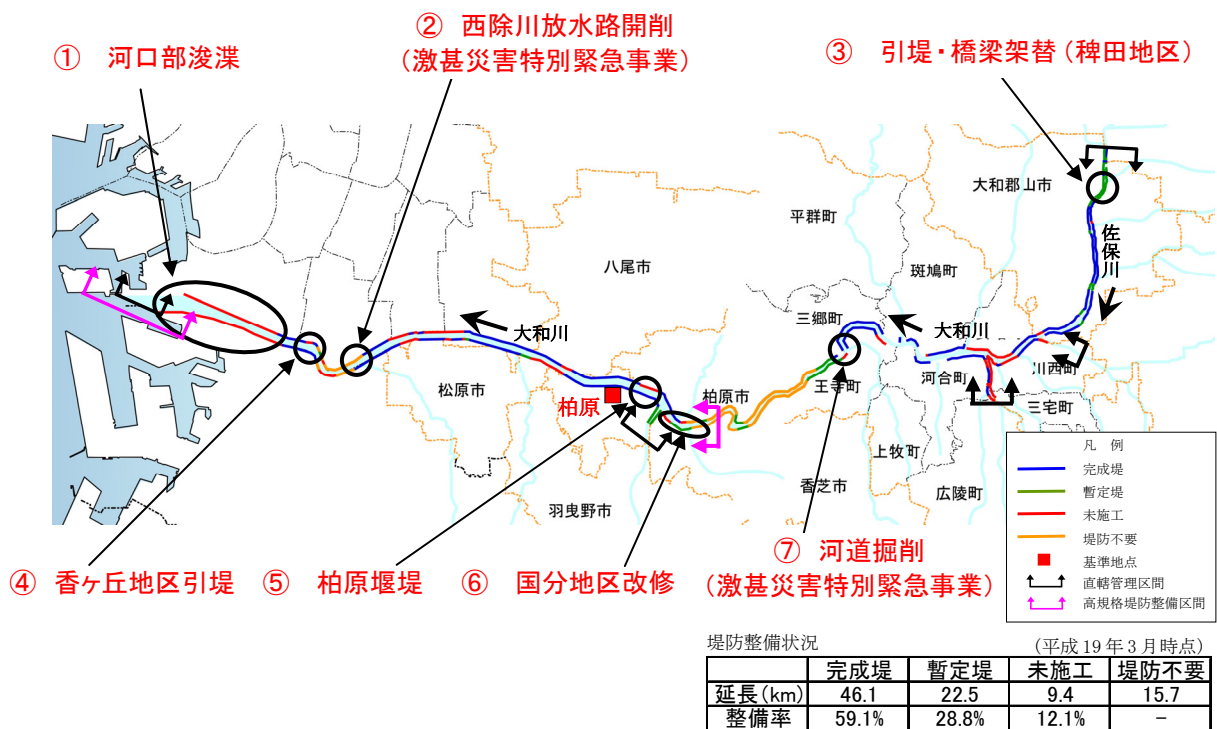 ② 西除川放水路開削
(激甚災害特別緊急事業)
① 河口部浚渫
③ 引堤・橋梁架替(稗田地区)
大和郡山市
平群町
佐保川
斑鳩町
八尾市
三郷町
大和川
大和川
松原市
柏原
柏原市
王寺町
河合町
川西町
三宅町
上牧町
香芝市
広陵町
羽曳野市
④ 香ヶ丘地区引堤
⑤ 柏原堰堤
⑥ 国分地区改修
⑦ 河道掘削
(激甚災害特別緊急事業)
凡 例
完成堤
暫定堤
未施工
堤防不要
基準地点
直轄管理区間
高規格堤防整備区間
堤防整備状況 (平成19年3月時点)
完成堤 暫定堤 未施工 堤防不要
延長(km) 46.1 22.5 9.4 15.7
整備率 59.1% 28.8% 12.1% −